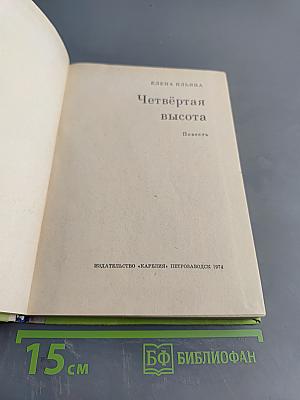 ЕЛЕНА ИЛЬИНА
Четвёртая
высота
Повесть
ИЗДАТЕЛЬСТВО «КАРЕЛИЯ» ПЕТРОЗАВОДСК 1974
15 см
БФ БИБЛИОФАН